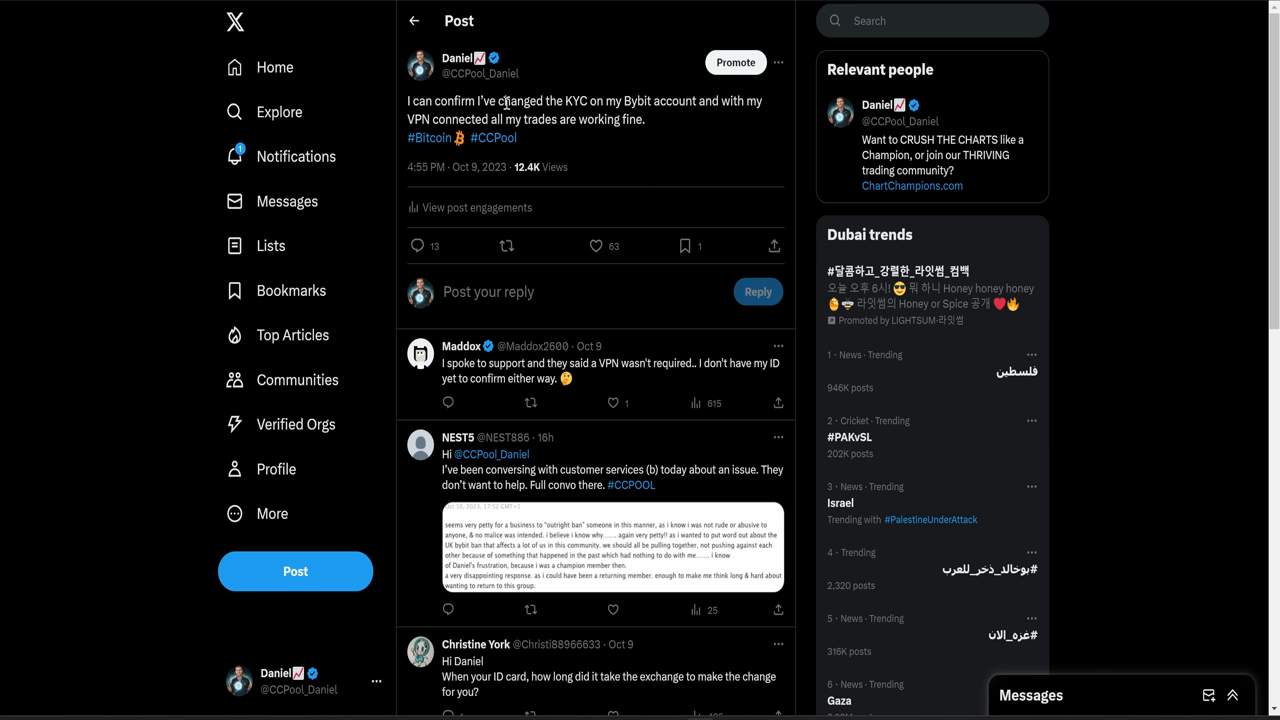 Home
Explore
1
Notifications
Messages
Lists
Bookmarks
Top Articles
Communities
Verified Orgs
Profile
More
Post
Daniel📈
@CCPool_Daniel
Post
Daniel📈
@CCPool_Daniel
Promote
I can confirm I've changed the KYC on my Bybit account and with my
VPN connected all my trades are working fine.
#Bitcoin #CCPool
4:55 PM · Oct 9, 2023 · 12.4K Views
View post engagements
13
63
1
Post your reply
Reply
Maddox @Maddox2600 · Oct 9
I spoke to support and they said a VPN wasn't required.. I don't have my ID
yet to confirm either way. 🤔
1
615
NEST5 @NEST886 · 16h
Hi @CCPool_Daniel
I've been conversing with customer services (b) today about an issue. They
don't want to help. Full convo there. #CCPOOL
Oct 10, 2023, 17:52 GMT+1
seems very petty for a business to "outright ban" someone in this manner, as i know i was not rude or abusive to
anyone, & no malice was intended. i believe i know why....... again very petty!! as i wanted to put word out about the
UK bybit ban that affects a lot of us in this community. we should all be pulling together, not pushing against each
other because of something that happened in the past which had nothing to do with me....... i know
of Daniel's frustration, because i was a champion member then.
a very disappointing response. as i could have been a returning member. enough to make me think long & hard about
wanting to return to this group.
25
Christine York @Christi88966633 · Oct 9
Hi Daniel
When your ID card, how long did it take the exchange to make the change
for you?
Search
Relevant people
Daniel📈
@CCPool_Daniel
Want to CRUSH THE CHARTS like a
Champion, or join our THRIVING
trading community?
ChartChampions.com
Dubai trends
#달콤하고_강렬한_라잇썸_컴백
오늘 오후 6시! 😎 뭐 하니 Honey honey honey
라잇썸의 Honey or Spice 공개 ❤️🔥
Promoted by LIGHTSUM-라잇썸
1 · News · Trending
فلسطين
946K posts
2 · Cricket · Trending
#PAKvSL
202K posts
3 · News · Trending
Israel
Trending with #PalestineUnderAttack
4 · Trending
#بوخالد_ذخر_للعرب
2,320 posts
5 · News · Trending
#غزه_الان
316K posts
6 · News · Trending
Gaza
Messages